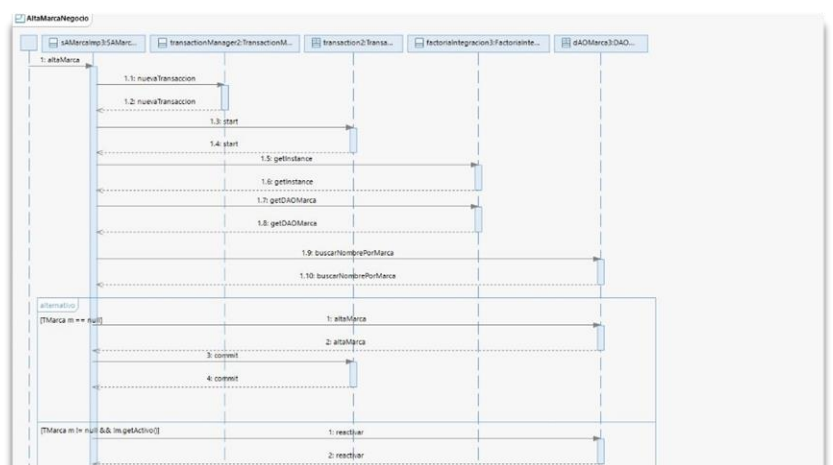 AltaMarcaNegocio
sAMarcaImp3:SAMarc...
transactionManager2:TransactionM...
transaction2:Transa...
factoriaIntegracion3:FactoriaInte...
dAOMarca3:DAO...
1: altaMarca
1.1: nuevaTransaccion
1.2: nuevaTransaccion
1.3: start
1.4: start
1.5: getInstance
1.6: getInstance
1.7: getDAOMarca
1.8: getDAOMarca
1.9: buscarNombrePorMarca
1.10: buscarNombrePorMarca
alternativo
[TMarca m == null]
1: altaMarca
2: altaMarca
3: commit
4: commit
[TMarca m != null && !m.getActivo()]
1: reactivar
2: reactivar